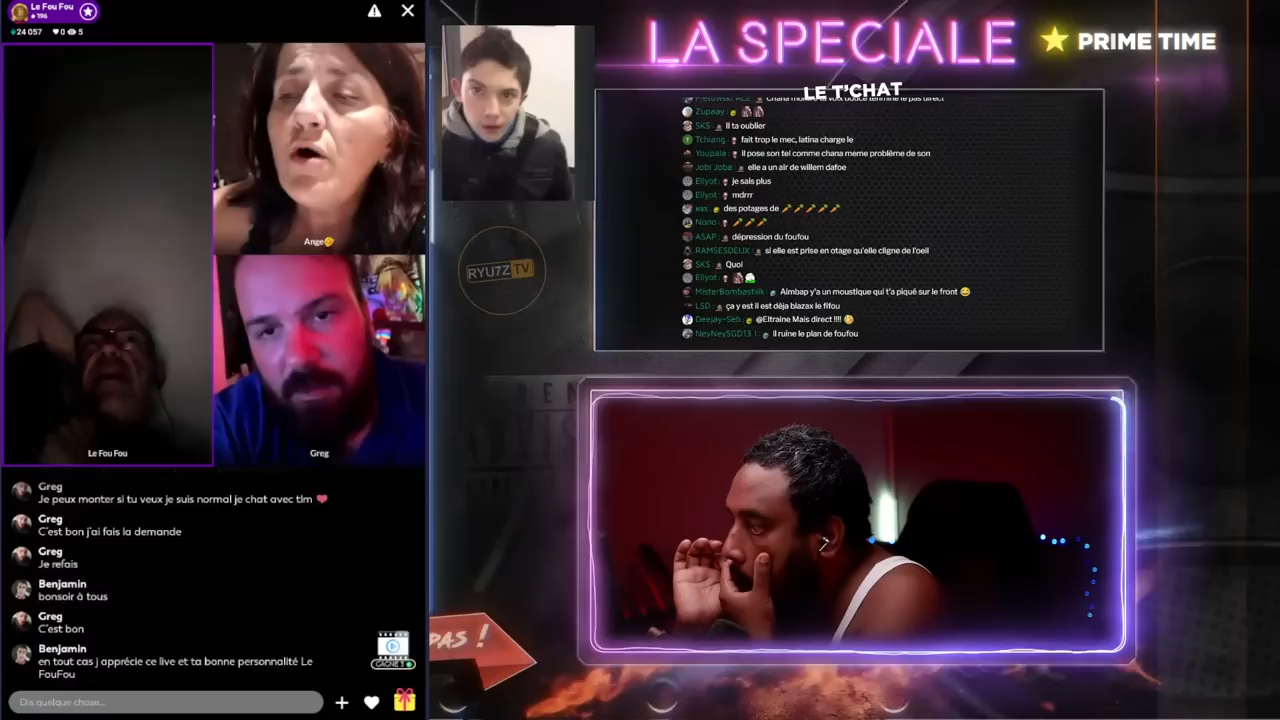 Le Fou Fou
196
24 057
0
5
Ange
Le Fou Fou
Greg
Greg
Je peux monter si tu veux je suis normal je chat avec tlm
Greg
C'est bon j'ai fais la demande
Greg
Je refais
Benjamin
bonsoir à tous
Greg
C'est bon
Benjamin
en tout cas j apprécie ce live et ta bonne personnalité Le
FouFou
GAGNE 3
Dis quelque chose...
RYU7Z TV
PAS !
LA SPECIALE
PRIME TIME
LE T'CHAT
Zupaay :
SKS : Il ta oublier
Tchiang : fait trop le mec, latina charge le
Youpala : il pose son tel comme chana meme problème de son
Jobi Joba : elle a un air de willem dafoe
Ellyot : je sais plus
Ellyot : mdrrr
des potages de 🥕🥕🥕🥕🥕
Nono : 🥕🥕🥕
ASAP : dépression du foufou
RAMSESDEUX : si elle est prise en otage qu'elle cligne de l'oeil
SKS : Quoi
Ellyot :
MisterBombastiiik : Aimbap y'a un moustique qui t'a piqué sur le front 😂
LSD : ça y est il est déja blazax le fifou
Deejay-Seb : @Eltraine Mais direct !!!!
NeyNeySGD13 : il ruine le plan de foufou